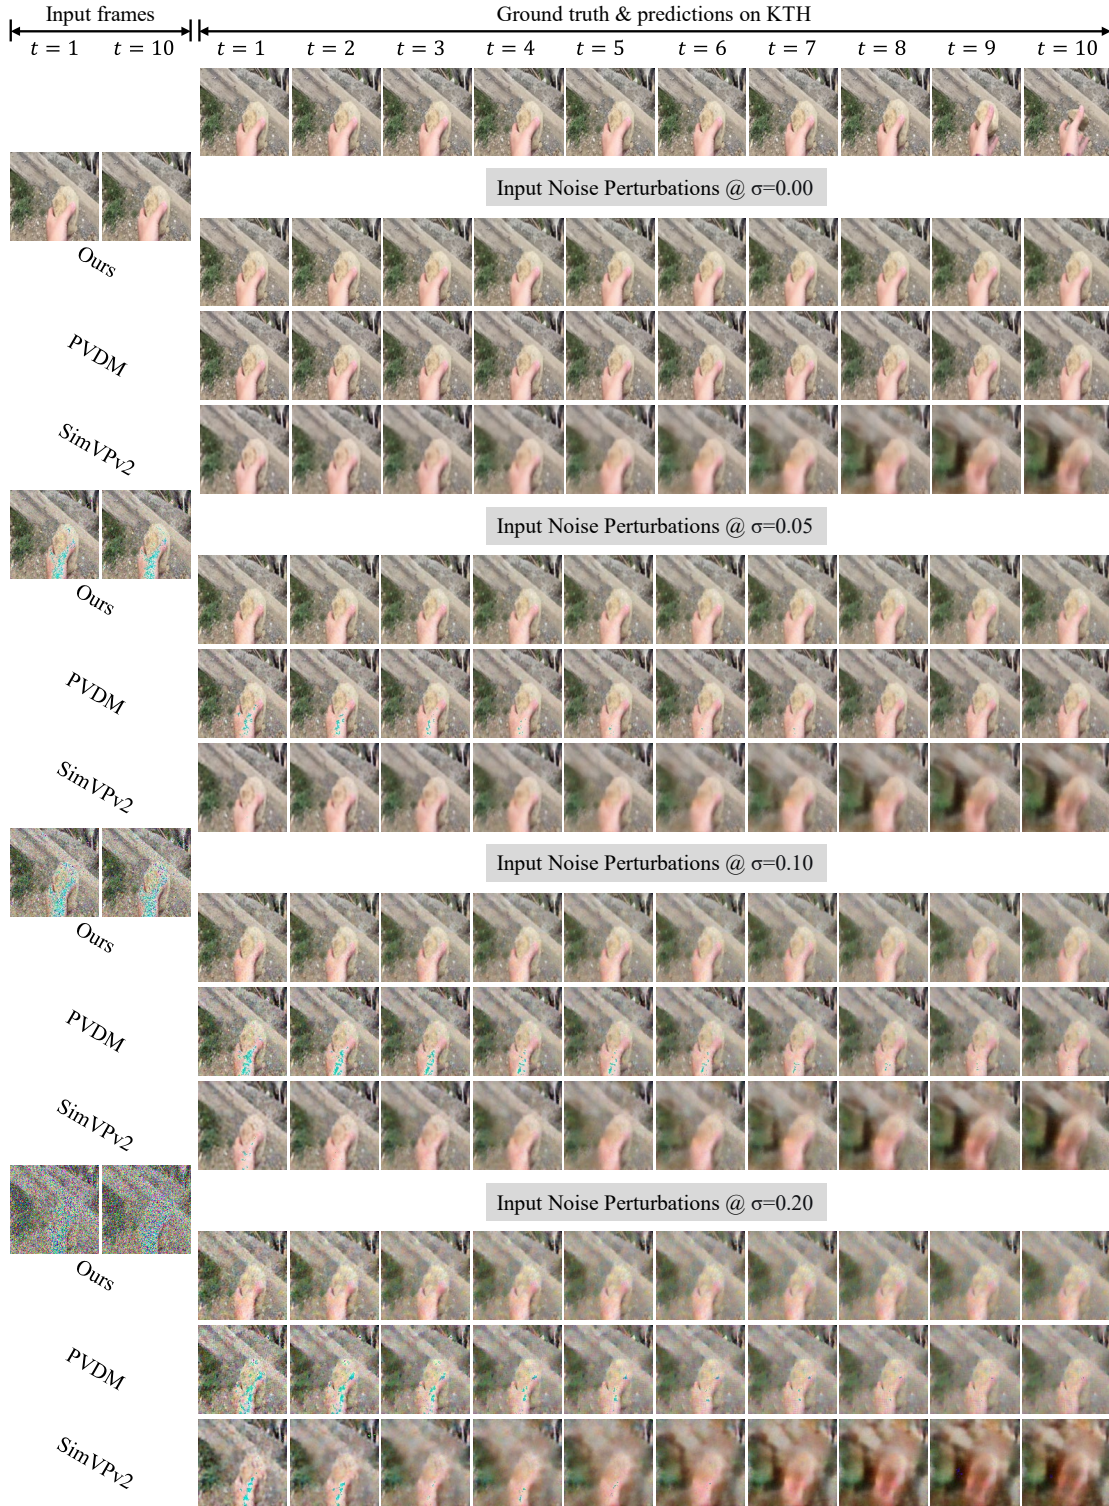 Input frames
Ground truth & predictions on KTH
t = 1 t = 10 t = 1 t = 2 t = 3 t = 4 t = 5 t = 6 t = 7 t = 8 t = 9 t = 10
Input Noise Perturbations @ σ=0.00
Ours
PVDM
SimVPv2
Input Noise Perturbations @ σ=0.05
Ours
PVDM
SimVPv2
Input Noise Perturbations @ σ=0.10
Ours
PVDM
SimVPv2
Input Noise Perturbations @ σ=0.20
Ours
PVDM
SimVPv2